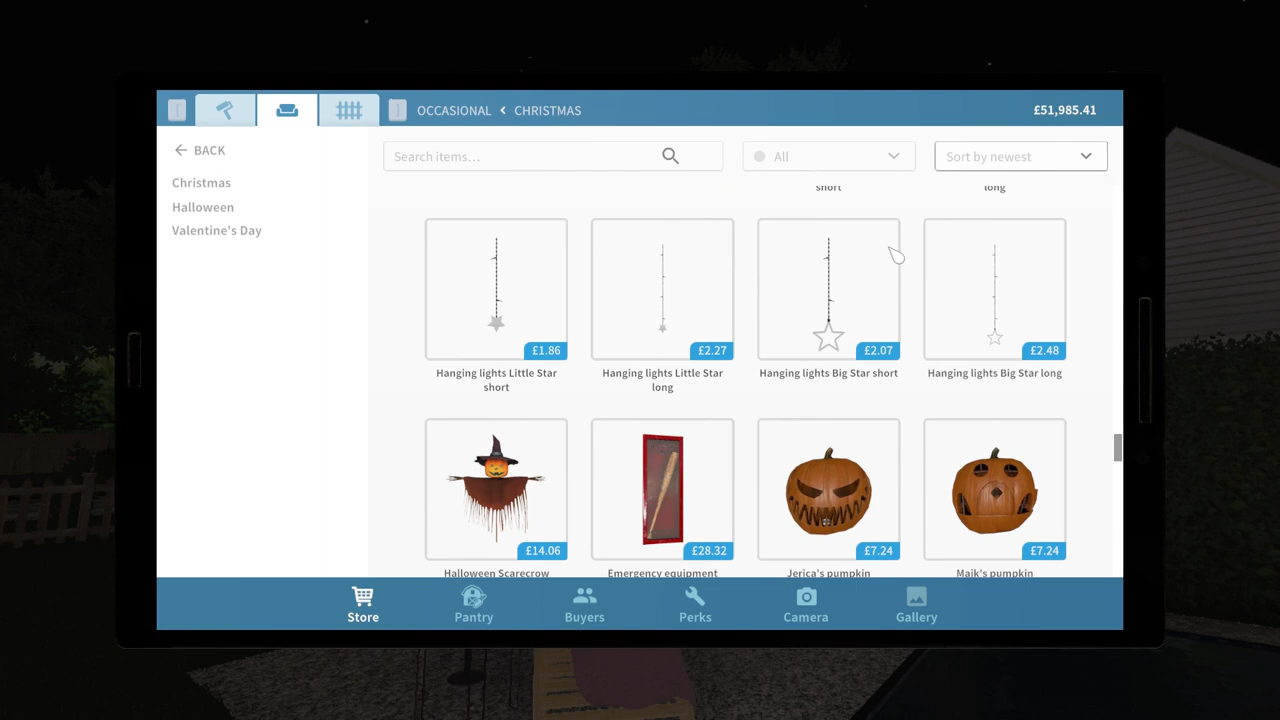 OCCASIONAL < CHRISTMAS
£51,985.41
BACK
Search items...
All
Sort by newest
Christmas
Halloween
Valentine's Day
short
long
£1.86
£2.27
£2.07
£2.48
Hanging lights Little Star
short
Hanging lights Little Star
long
Hanging lights Big Star short
Hanging lights Big Star long
£14.06
£28.32
£7.24
£7.24
Halloween Scarecrow
Emergency equipment
Jerica's pumpkin
Maik's pumpkin
Store
Pantry
Buyers
Perks
Camera
Gallery